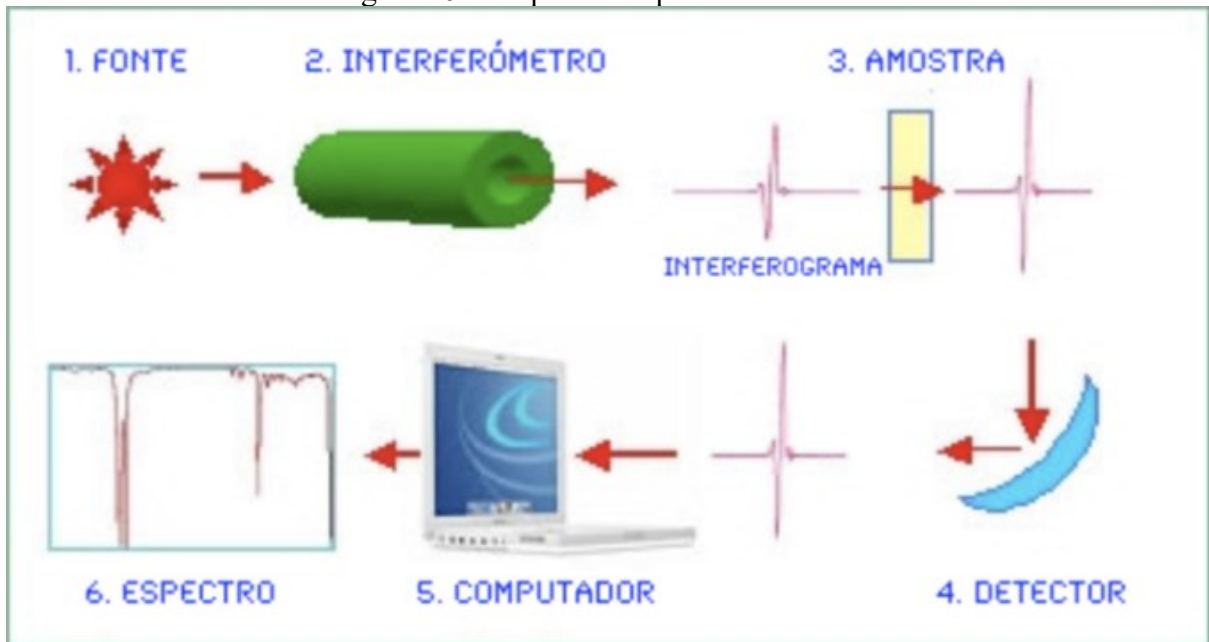 1. FONTE
2. INTERFERÓMETRO
3. AMOSTRA
INTERFEROGRAMA
6. ESPECTRO
5. COMPUTADOR
4. DETECTOR